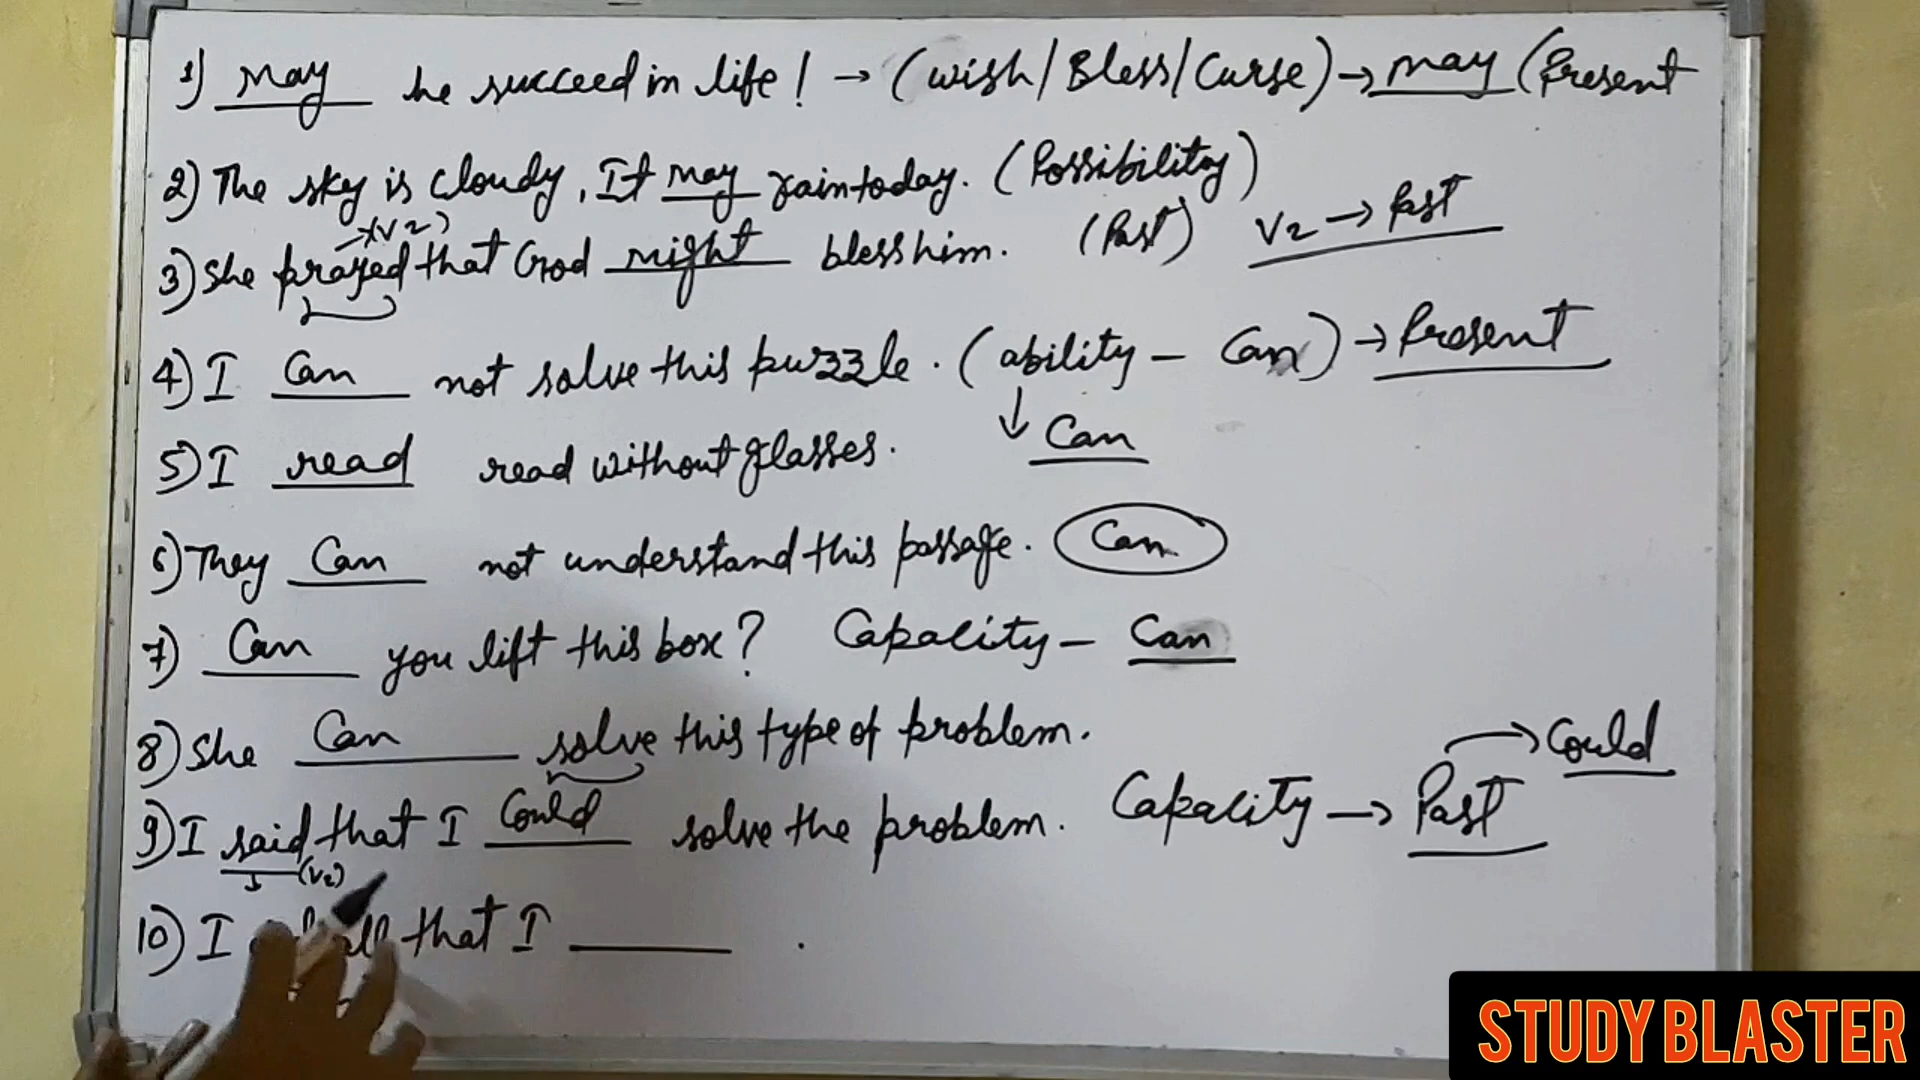 1) may he succeed in life! → (wish/Bless/Curse) → may (Present
2) The sky is cloudy, It may rain today. (Possibility)
→ (V2)
3) She prayed that God might bless him. (Past) V2 → Past
4) I Can not solve this puzzle. (ability - Can) → Present
↓ Can
5) I read read without glasses.
6) They Can not understand this passage. Can
7) Can you lift this box? Capacity - Can
8) She Can solve this type of problem.
→ Could
9) I said that I Could solve the problem. Capacity → Past
(V2)
10) I all that I ______ .
STUDY BLASTER